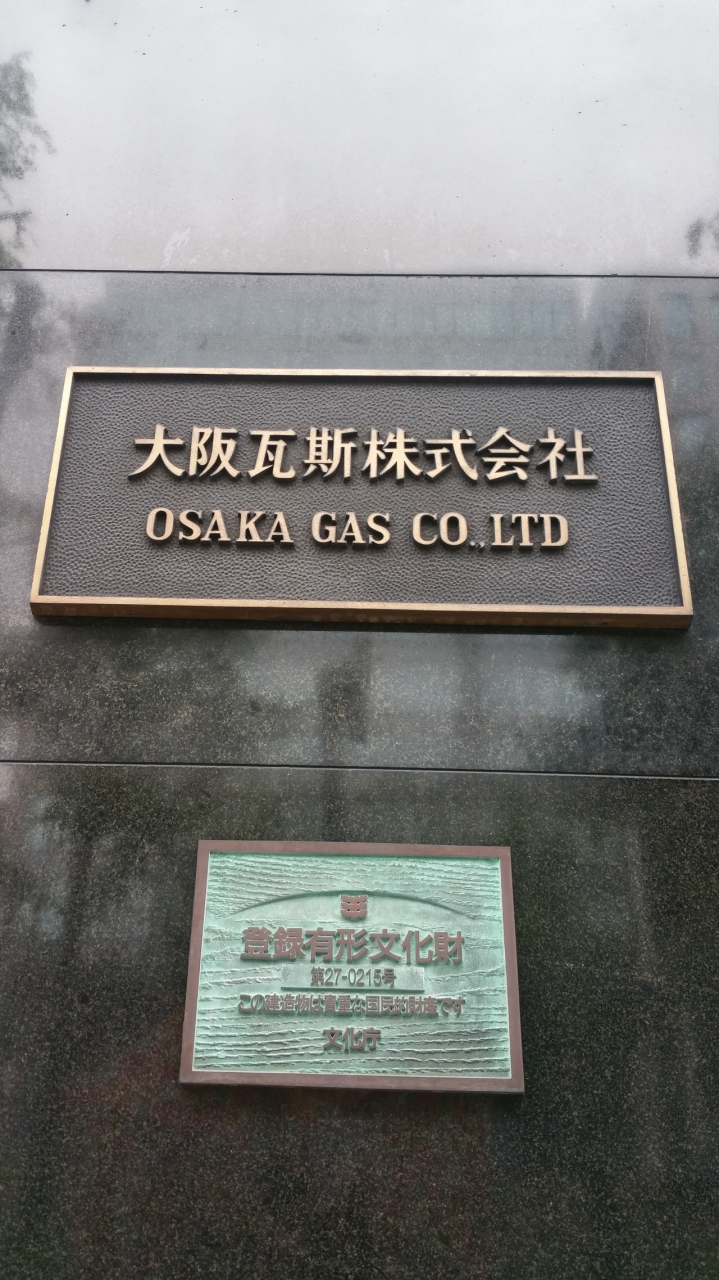 大阪瓦斯株式会社
OSAKA GAS CO.,LTD
登録有形文化財
第27-0215号
この建造物は貴重な国民的財産です
文化庁